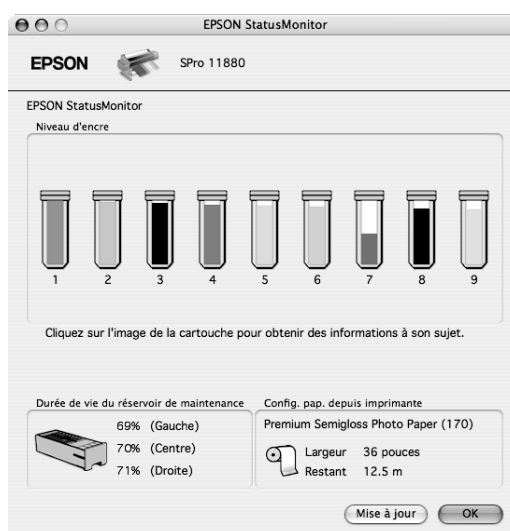 EPSON StatusMonitor
EPSON SPro 11880
EPSON StatusMonitor
Niveau d'encre
1 2 3 4 5 6 7 8 9
Cliquez sur l'image de la cartouche pour obtenir des informations à son sujet.
Durée de vie du réservoir de maintenance
69% (Gauche)
70% (Centre)
71% (Droite)
Config. pap. depuis imprimante
Premium Semigloss Photo Paper (170)
Largeur 36 pouces
Restant 12.5 m
Mise à jour OK